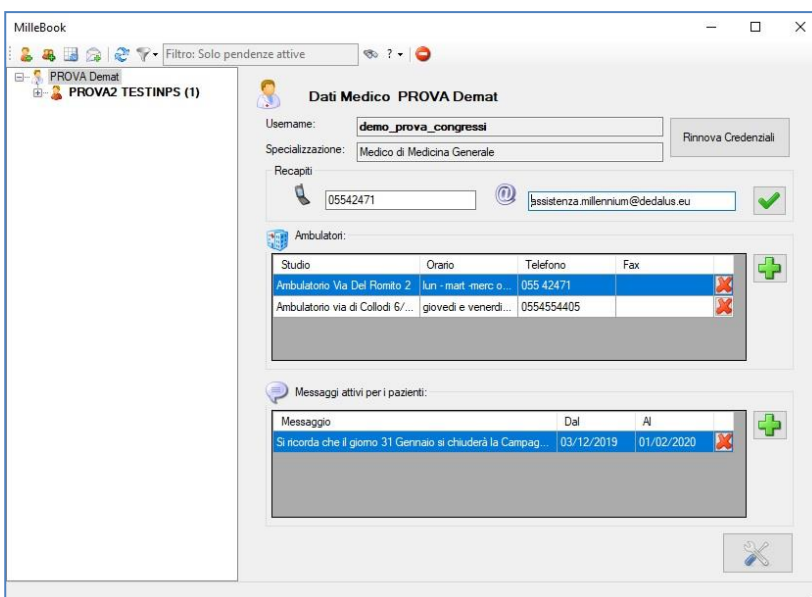 MilleBook
Filtro: Solo pendenze attive
? 
PROVA Demat
PROVA2 TESTINPS (1)
Dati Medico PROVA Demat
Username: demo_prova_congressi
Rinnova Credenziali
Specializzazione: Medico di Medicina Generale
Recapiti
05542471 @ assistenza.millennium@dedalus.eu
Ambulatori:
Studio Orario Telefono Fax
Ambulatorio Via Del Romito 2 lun - mart -merc o... 055 42471
Ambulatorio via di Collodi 6/... giovedi e venerdi... 0554554405
Messaggi attivi per i pazienti:
Messaggio Dal Al
Si ricorda che il giorno 31 Gennaio si chiuderà la Campag... 03/12/2019 01/02/2020